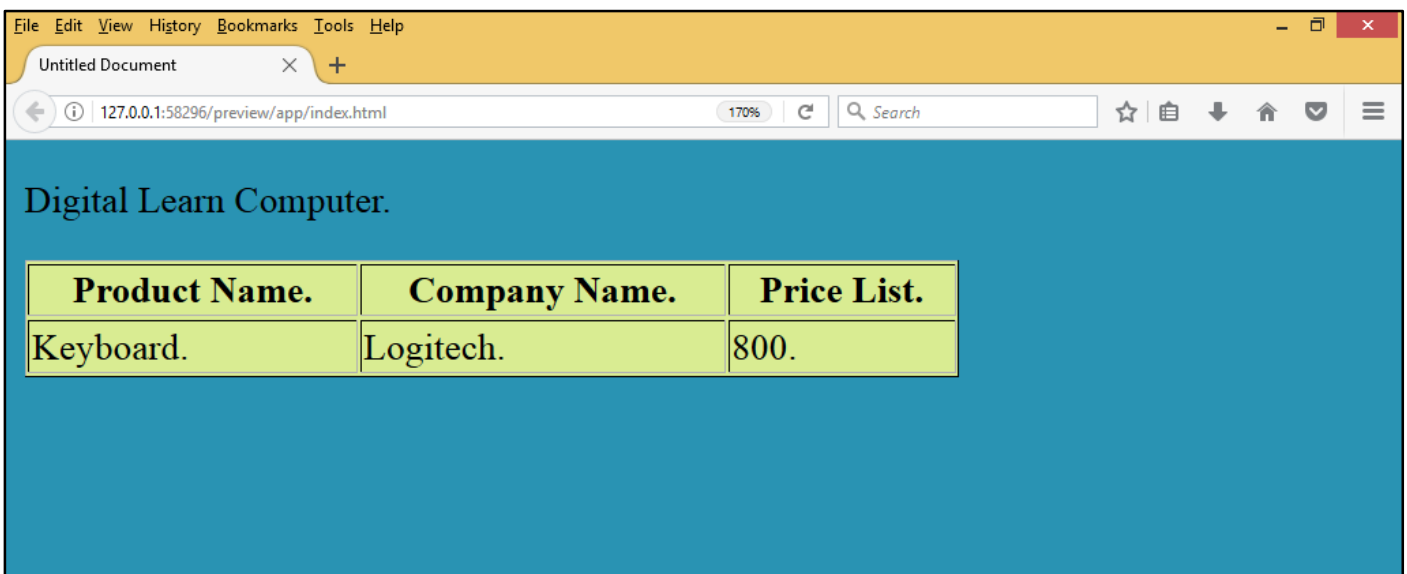 File Edit View History Bookmarks Tools Help
Untitled Document
127.0.0.1:58296/preview/app/index.html 170% Search
Digital Learn Computer.
Product Name. Company Name. Price List.
Keyboard. Logitech. 800.